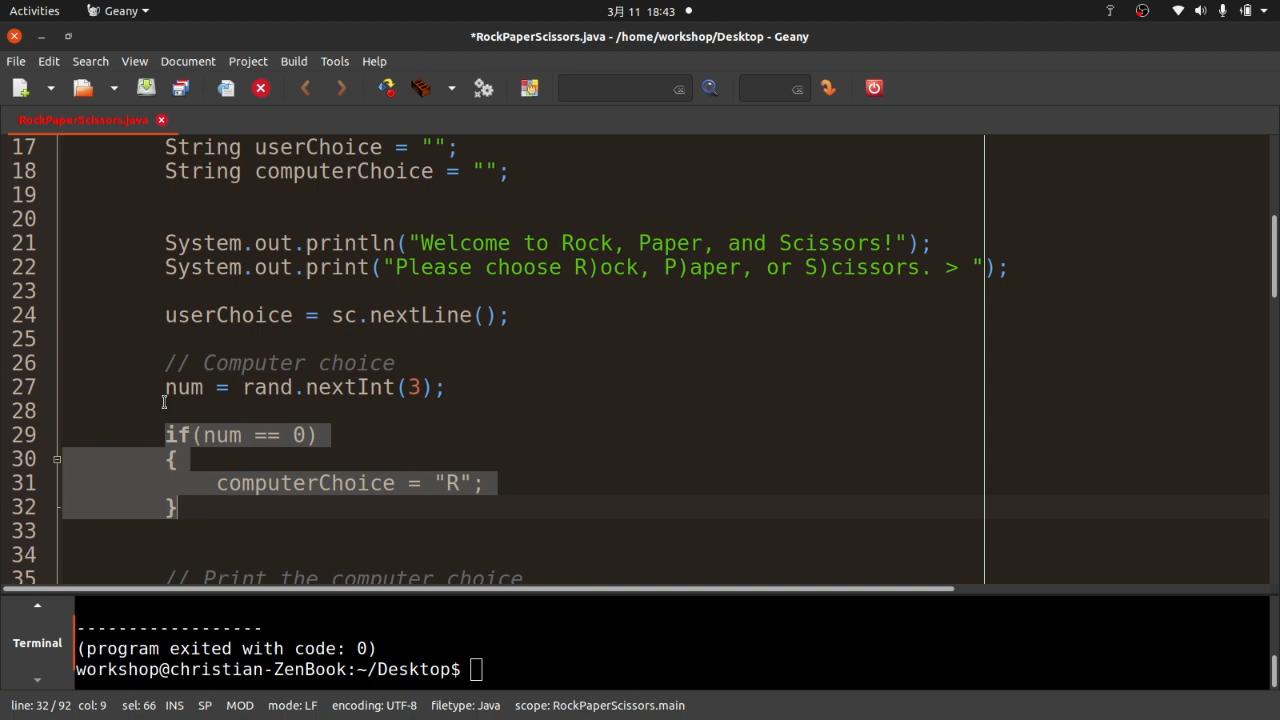 Activities Geany 3月 11 18:43
*RockPaperScissors.java - /home/workshop/Desktop - Geany
File Edit Search View Document Project Build Tools Help
RockPaperScissors.java
17 String userChoice = "";
18 String computerChoice = "";
19
20
21 System.out.println("Welcome to Rock, Paper, and Scissors!");
22 System.out.print("Please choose R)ock, P)aper, or S)cissors. > ");
23
24 userChoice = sc.nextLine();
25
26 // Computer choice
27 num = rand.nextInt(3);
28
29 if(num == 0)
30 {
31 computerChoice = "R";
32 }
33
34
35 // Print the computer choice
------------------
(program exited with code: 0)
Terminal
workshop@christian-ZenBook:~/Desktop$
line: 32 / 92 col: 9 sel: 66 INS SP MOD mode: LF encoding: UTF-8 filetype: Java scope: RockPaperScissors.main